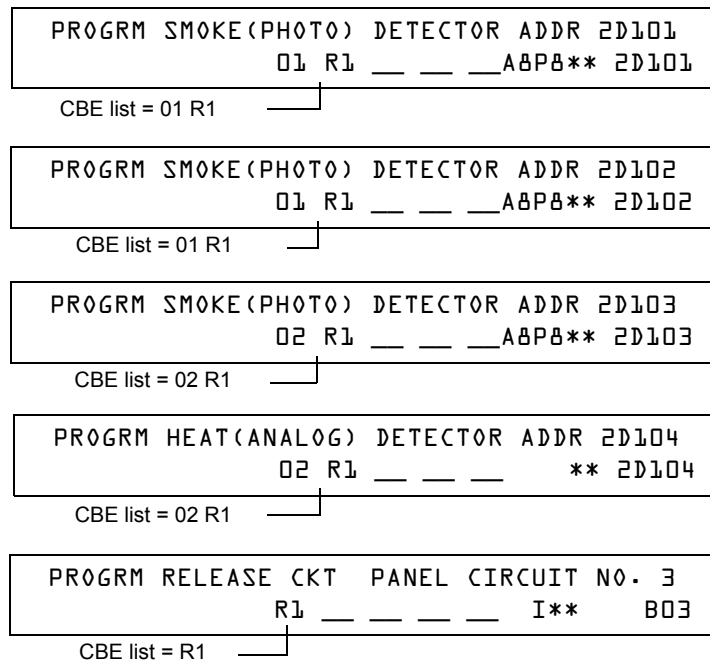 PROGRM SMOKE(PHOTO) DETECTOR ADDR 2D101
01 R1 __ __ __A8P8** 2D101
CBE list = 01 R1
PROGRM SMOKE(PHOTO) DETECTOR ADDR 2D102
01 R1 __ __ __A8P8** 2D102
CBE list = 01 R1
PROGRM SMOKE(PHOTO) DETECTOR ADDR 2D103
02 R1 __ __ __A8P8** 2D103
CBE list = 02 R1
PROGRM HEAT(ANALOG) DETECTOR ADDR 2D104
02 R1 __ __ __ ** 2D104
CBE list = 02 R1
PROGRM RELEASE CKT PANEL CIRCUIT NO. 3
R1 __ __ __ __ I** B03
CBE list = R1